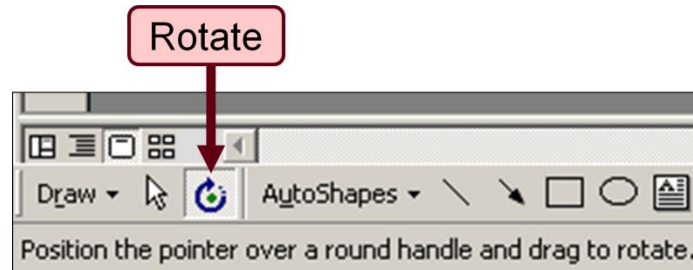 Rotate
Draw AutoShapes
Position the pointer over a round handle and drag to rotate.